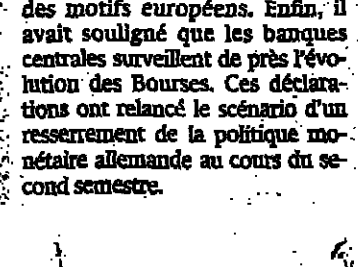 des motifs européens. Enfin, il
avait souligné que les banques
centrales surveillent de près l'évo-
lution des Bourses. Ces déclara-
tions ont relancé le scénario d'un
resserrement de la politique mo-
nétaire allemande au cours du se-
cond semestre.